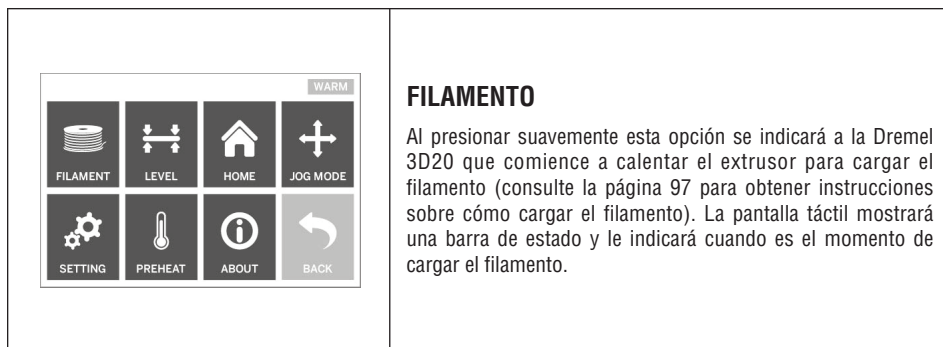 WARM
FILAMENT LEVEL HOME JOG MODE
SETTING PREHEAT ABOUT BACK
FILAMENTO
Al presionar suavemente esta opción se indicará a la Dremel
3D20 que comience a calentar el extrusor para cargar el
filamento (consulte la página 97 para obtener instrucciones
sobre cómo cargar el filamento). La pantalla táctil mostrará
una barra de estado y le indicará cuando es el momento de
cargar el filamento.